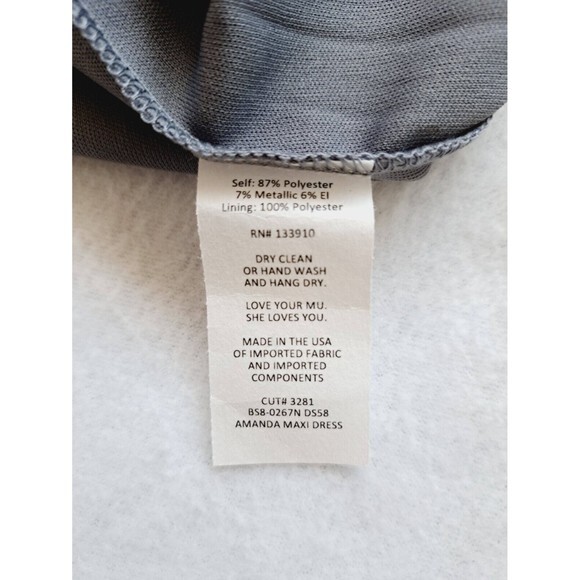 Self: 87% Polyester
7% Metallic 6% El
Lining: 100% Polyester
RN# 133910
DRY CLEAN
OR HAND WASH
AND HANG DRY.
LOVE YOUR MU.
SHE LOVES YOU.
MADE IN THE USA
OF IMPORTED FABRIC
AND IMPORTED
COMPONENTS
CUT# 3281
BS8-0267N DS58
AMANDA MAXI DRESS